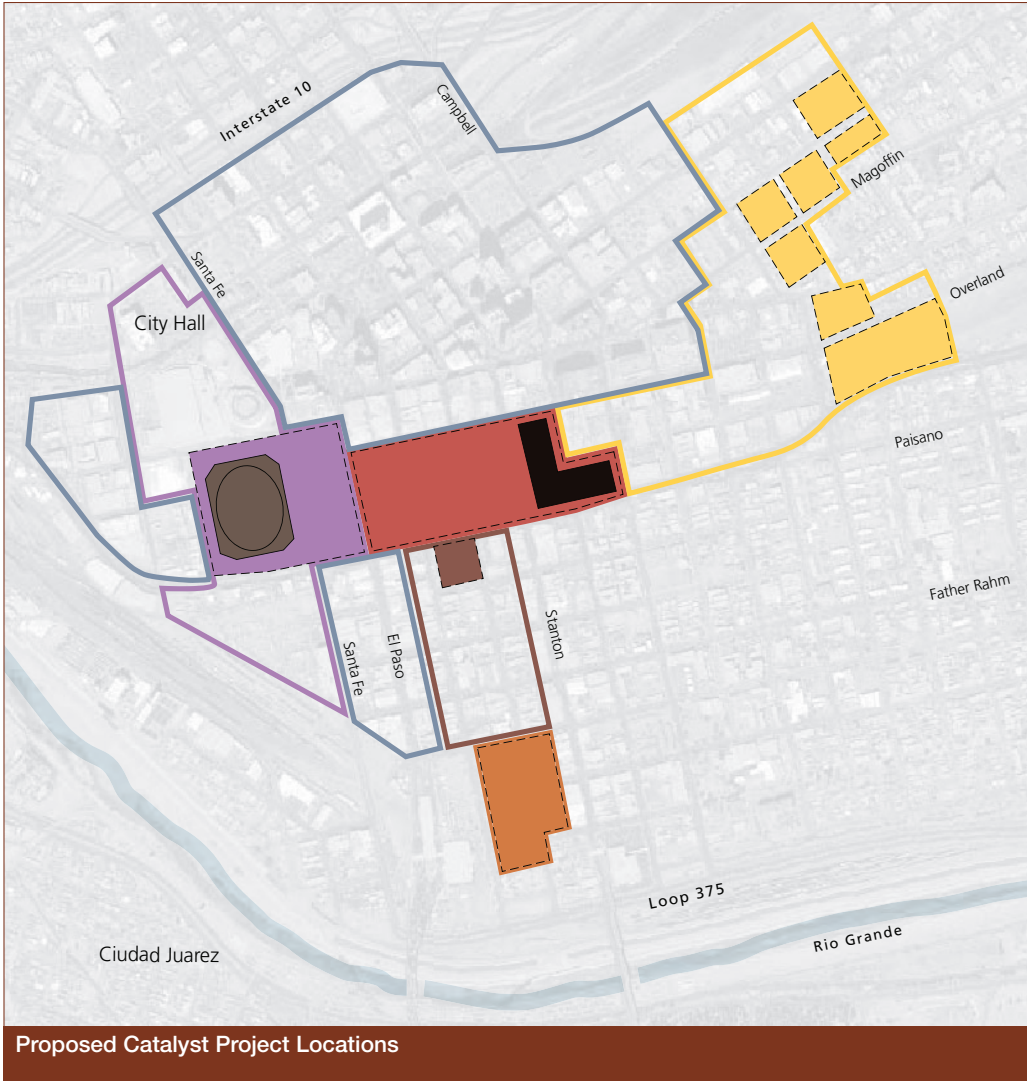 Interstate 10
Campbell
Magoffin
Santa Fe
Overland
City Hall
Paisano
Father Rahm
Stanton
El Paso
Santa Fe
Loop 375
Rio Grande
Ciudad Juarez
Proposed Catalyst Project Locations